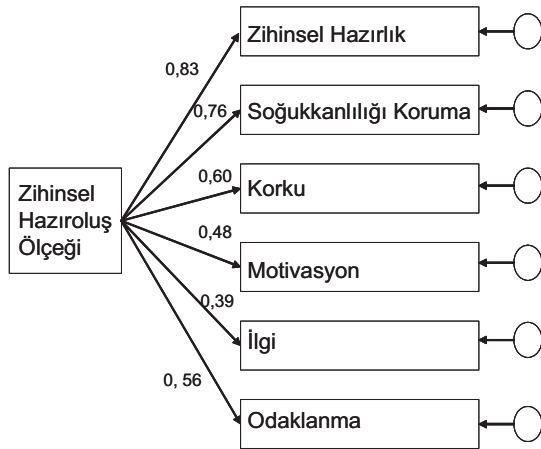 Zihinsel Hazırlık
0,83
Soğukkanlılığı Koruma
0,76
Zihinsel
Hazıroluş
Ölçeği
0,60
Korku
0,48
Motivasyon
0,39
İlgi
0, 56
Odaklanma